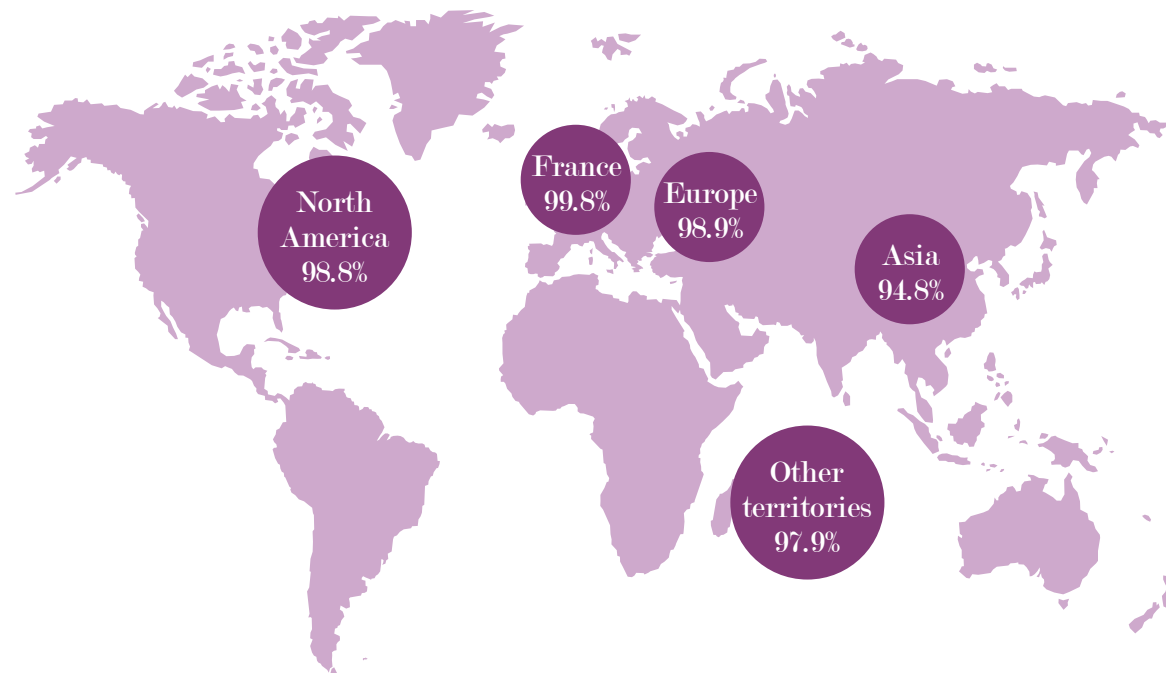 North
America
98.8%
France
99.8%
Europe
98.9%
Asia
94.8%
Other
territories
97.9%